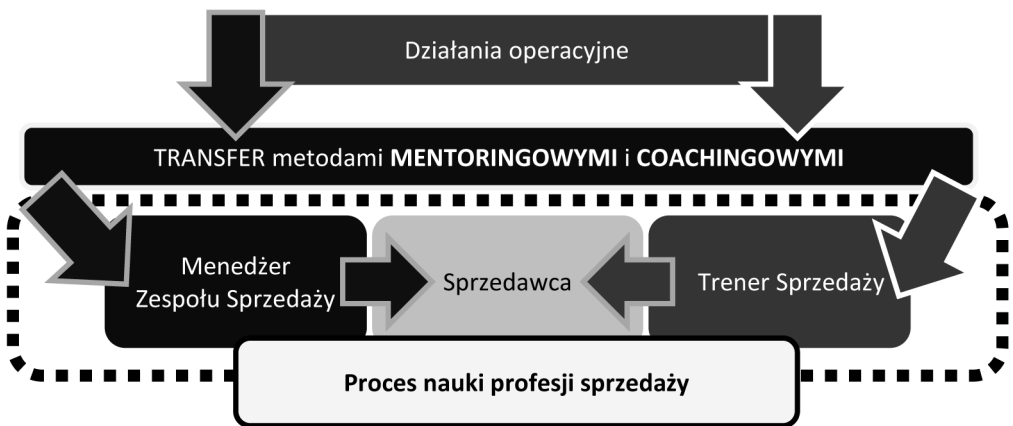 Działania operacyjne
TRANSFER metodami MENTORINGOWYMI i COACHINGOWYMI
Menedżer
Zespołu Sprzedaży
Sprzedawca
Trener Sprzedaży
Proces nauki profesji sprzedaży